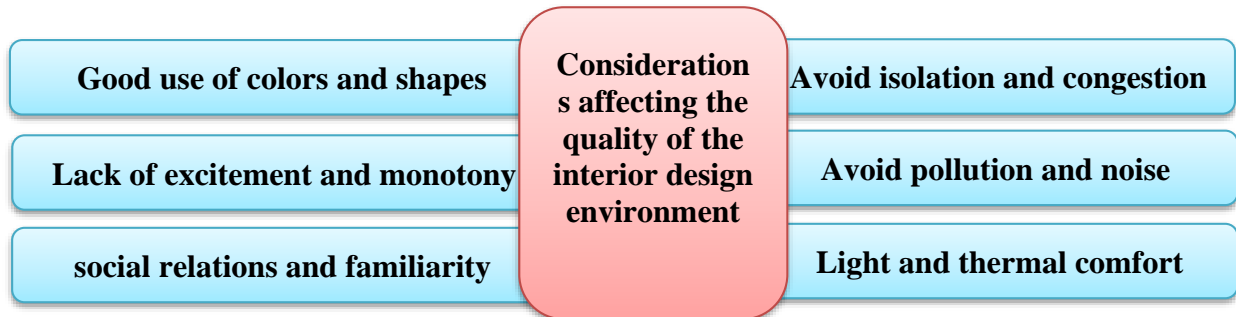 Good use of colors and shapes
Lack of excitement and monotony
social relations and familiarity
Consideration
s affecting the
quality of the
interior design
environment
Avoid isolation and congestion
Avoid pollution and noise
Light and thermal comfort